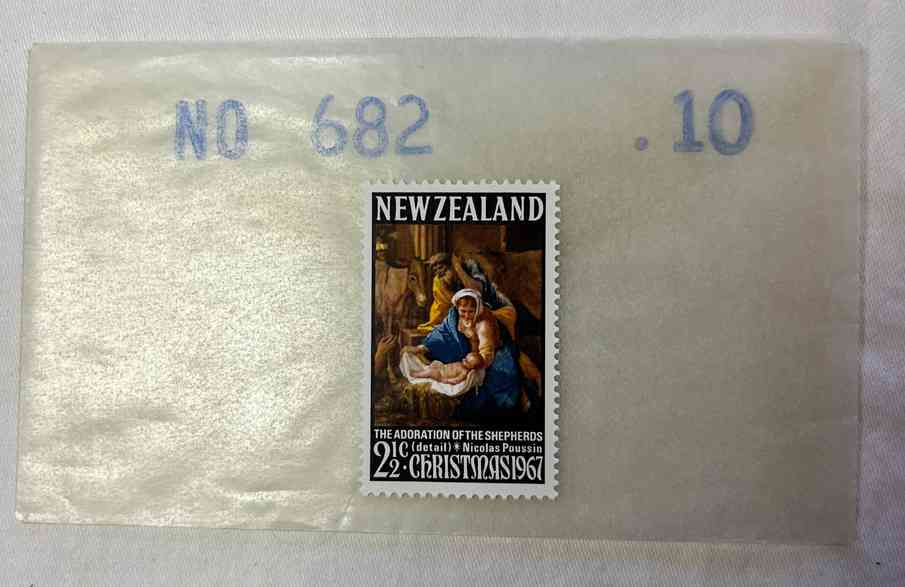 NO 682 .10
NEW ZEALAND
THE ADORATION OF THE SHEPHERDS
(detail) * Nicolas Poussin
2½c · CHRISTMAS 1967